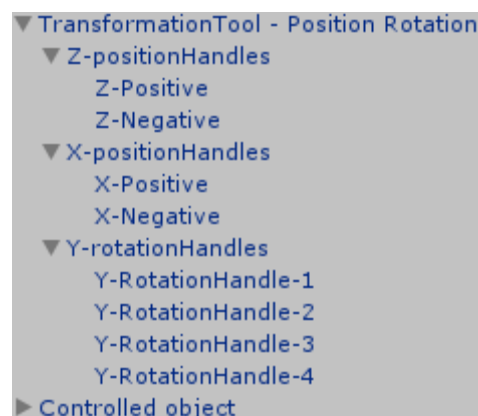 TransformationTool - Position Rotation
Z-positionHandles
Z-Positive
Z-Negative
X-positionHandles
X-Positive
X-Negative
Y-rotationHandles
Y-RotationHandle-1
Y-RotationHandle-2
Y-RotationHandle-3
Y-RotationHandle-4
Controlled object